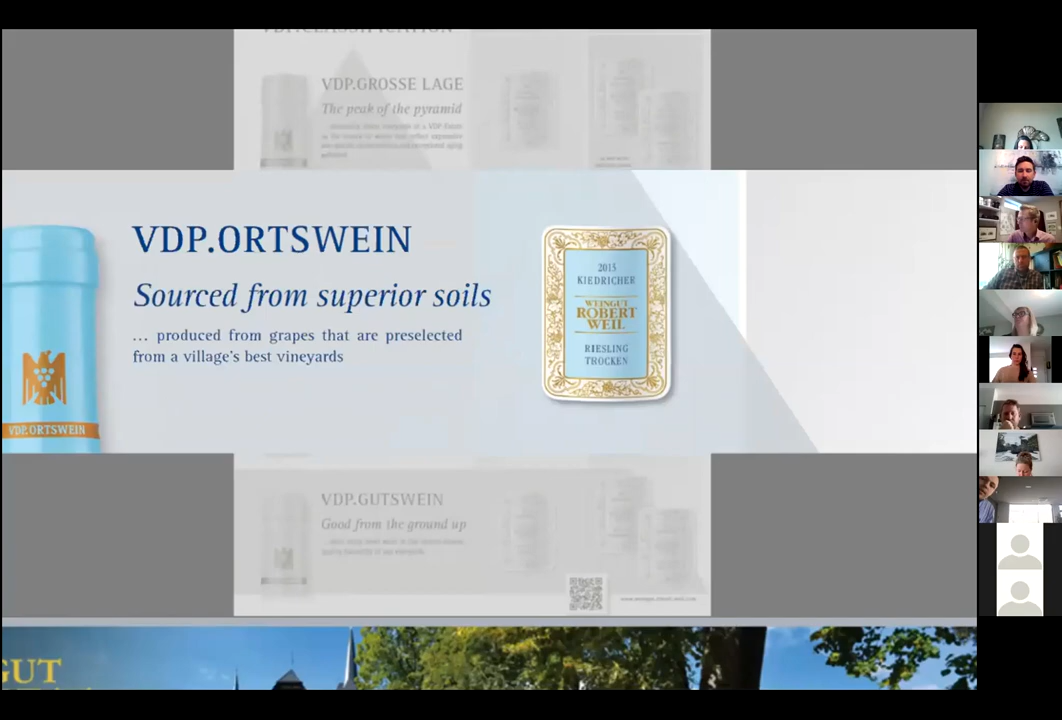 VDP.CLASSIFICATION
VDP.GROSSE LAGE
The peak of the pyramid
VDP.ORTSWEIN
Sourced from superior soils
... produced from grapes that are preselected
from a village's best vineyards
VDP.ORTSWEIN
2015
KIEDRICHER
WEINGUT
ROBERT
WEIL
RIESLING
TROCKEN
VDP.GUTSWEIN
Good from the ground up
GUT